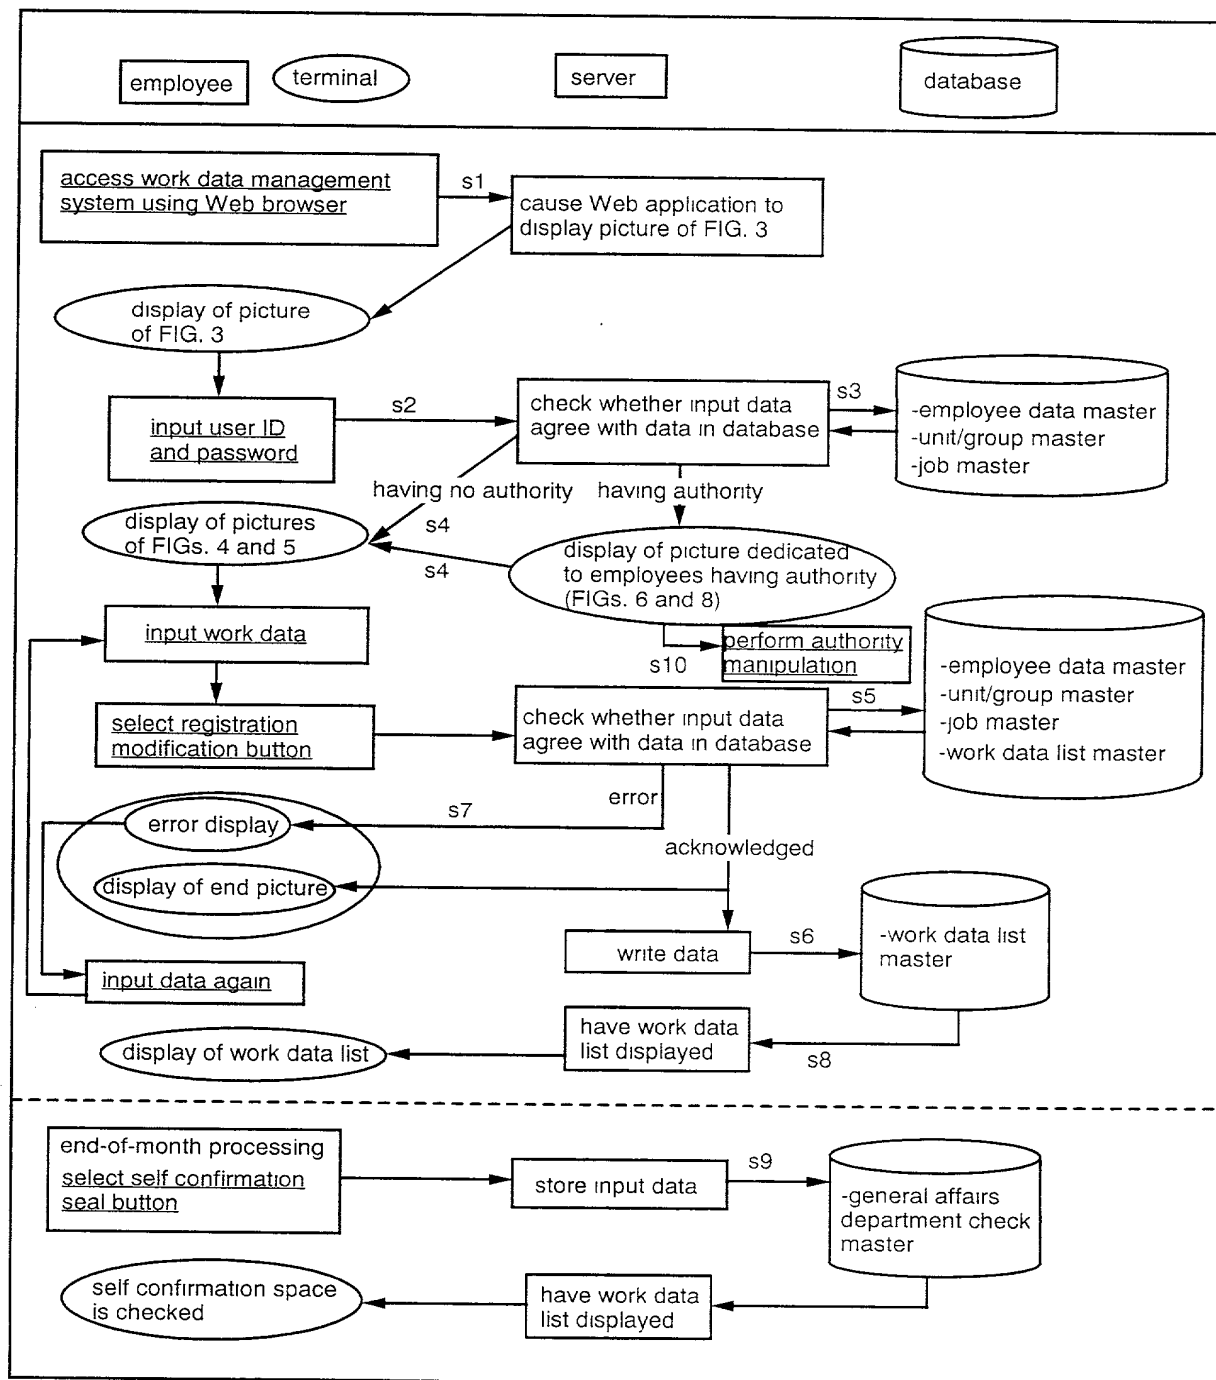 employee
terminal
server
database
access work data management
system using Web browser
s1
cause Web application to
display picture of FIG. 3
display of picture
of FIG. 3
input user ID
and password
s2
check whether input data
agree with data in database
s3
-employee data master
-unit/group master
-job master
having no authority
having authority
display of pictures
of FIGs. 4 and 5
s4
s4
display of picture dedicated
to employees having authority
(FIGs. 6 and 8)
input work data
s10
perform authority
manipulation
select registration
modification button
check whether input data
agree with data in database
s5
-employee data master
-unit/group master
-job master
-work data list master
error
error display
s7
acknowledged
display of end picture
write data
s6
-work data list
master
input data again
have work data
list displayed
s8
display of work data list
end-of-month processing
select self confirmation
seal button
store input data
s9
-general affairs
department check
master
self confirmation space
is checked
have work data
list displayed